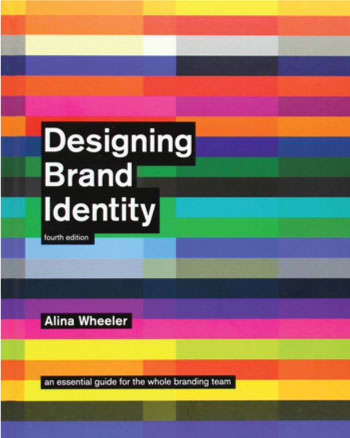 Designing
Brand
Identity
fourth edition
Alina Wheeler
an essential guide for the whole branding team